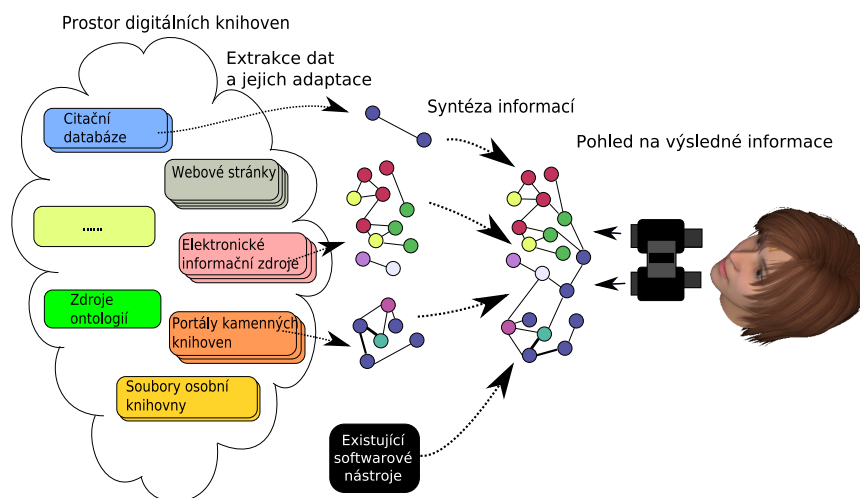 Prostor digitálních knihoven
Extrakce dat
a jejich adaptace
Syntéza informací
Pohled na výsledné informace
Citační
databáze
Webové stránky
......
Elektronické
informační zdroje
Zdroje
ontologií
Portály kamenných
knihoven
Soubory osobní
knihovny
Existující
softwarové
nástroje